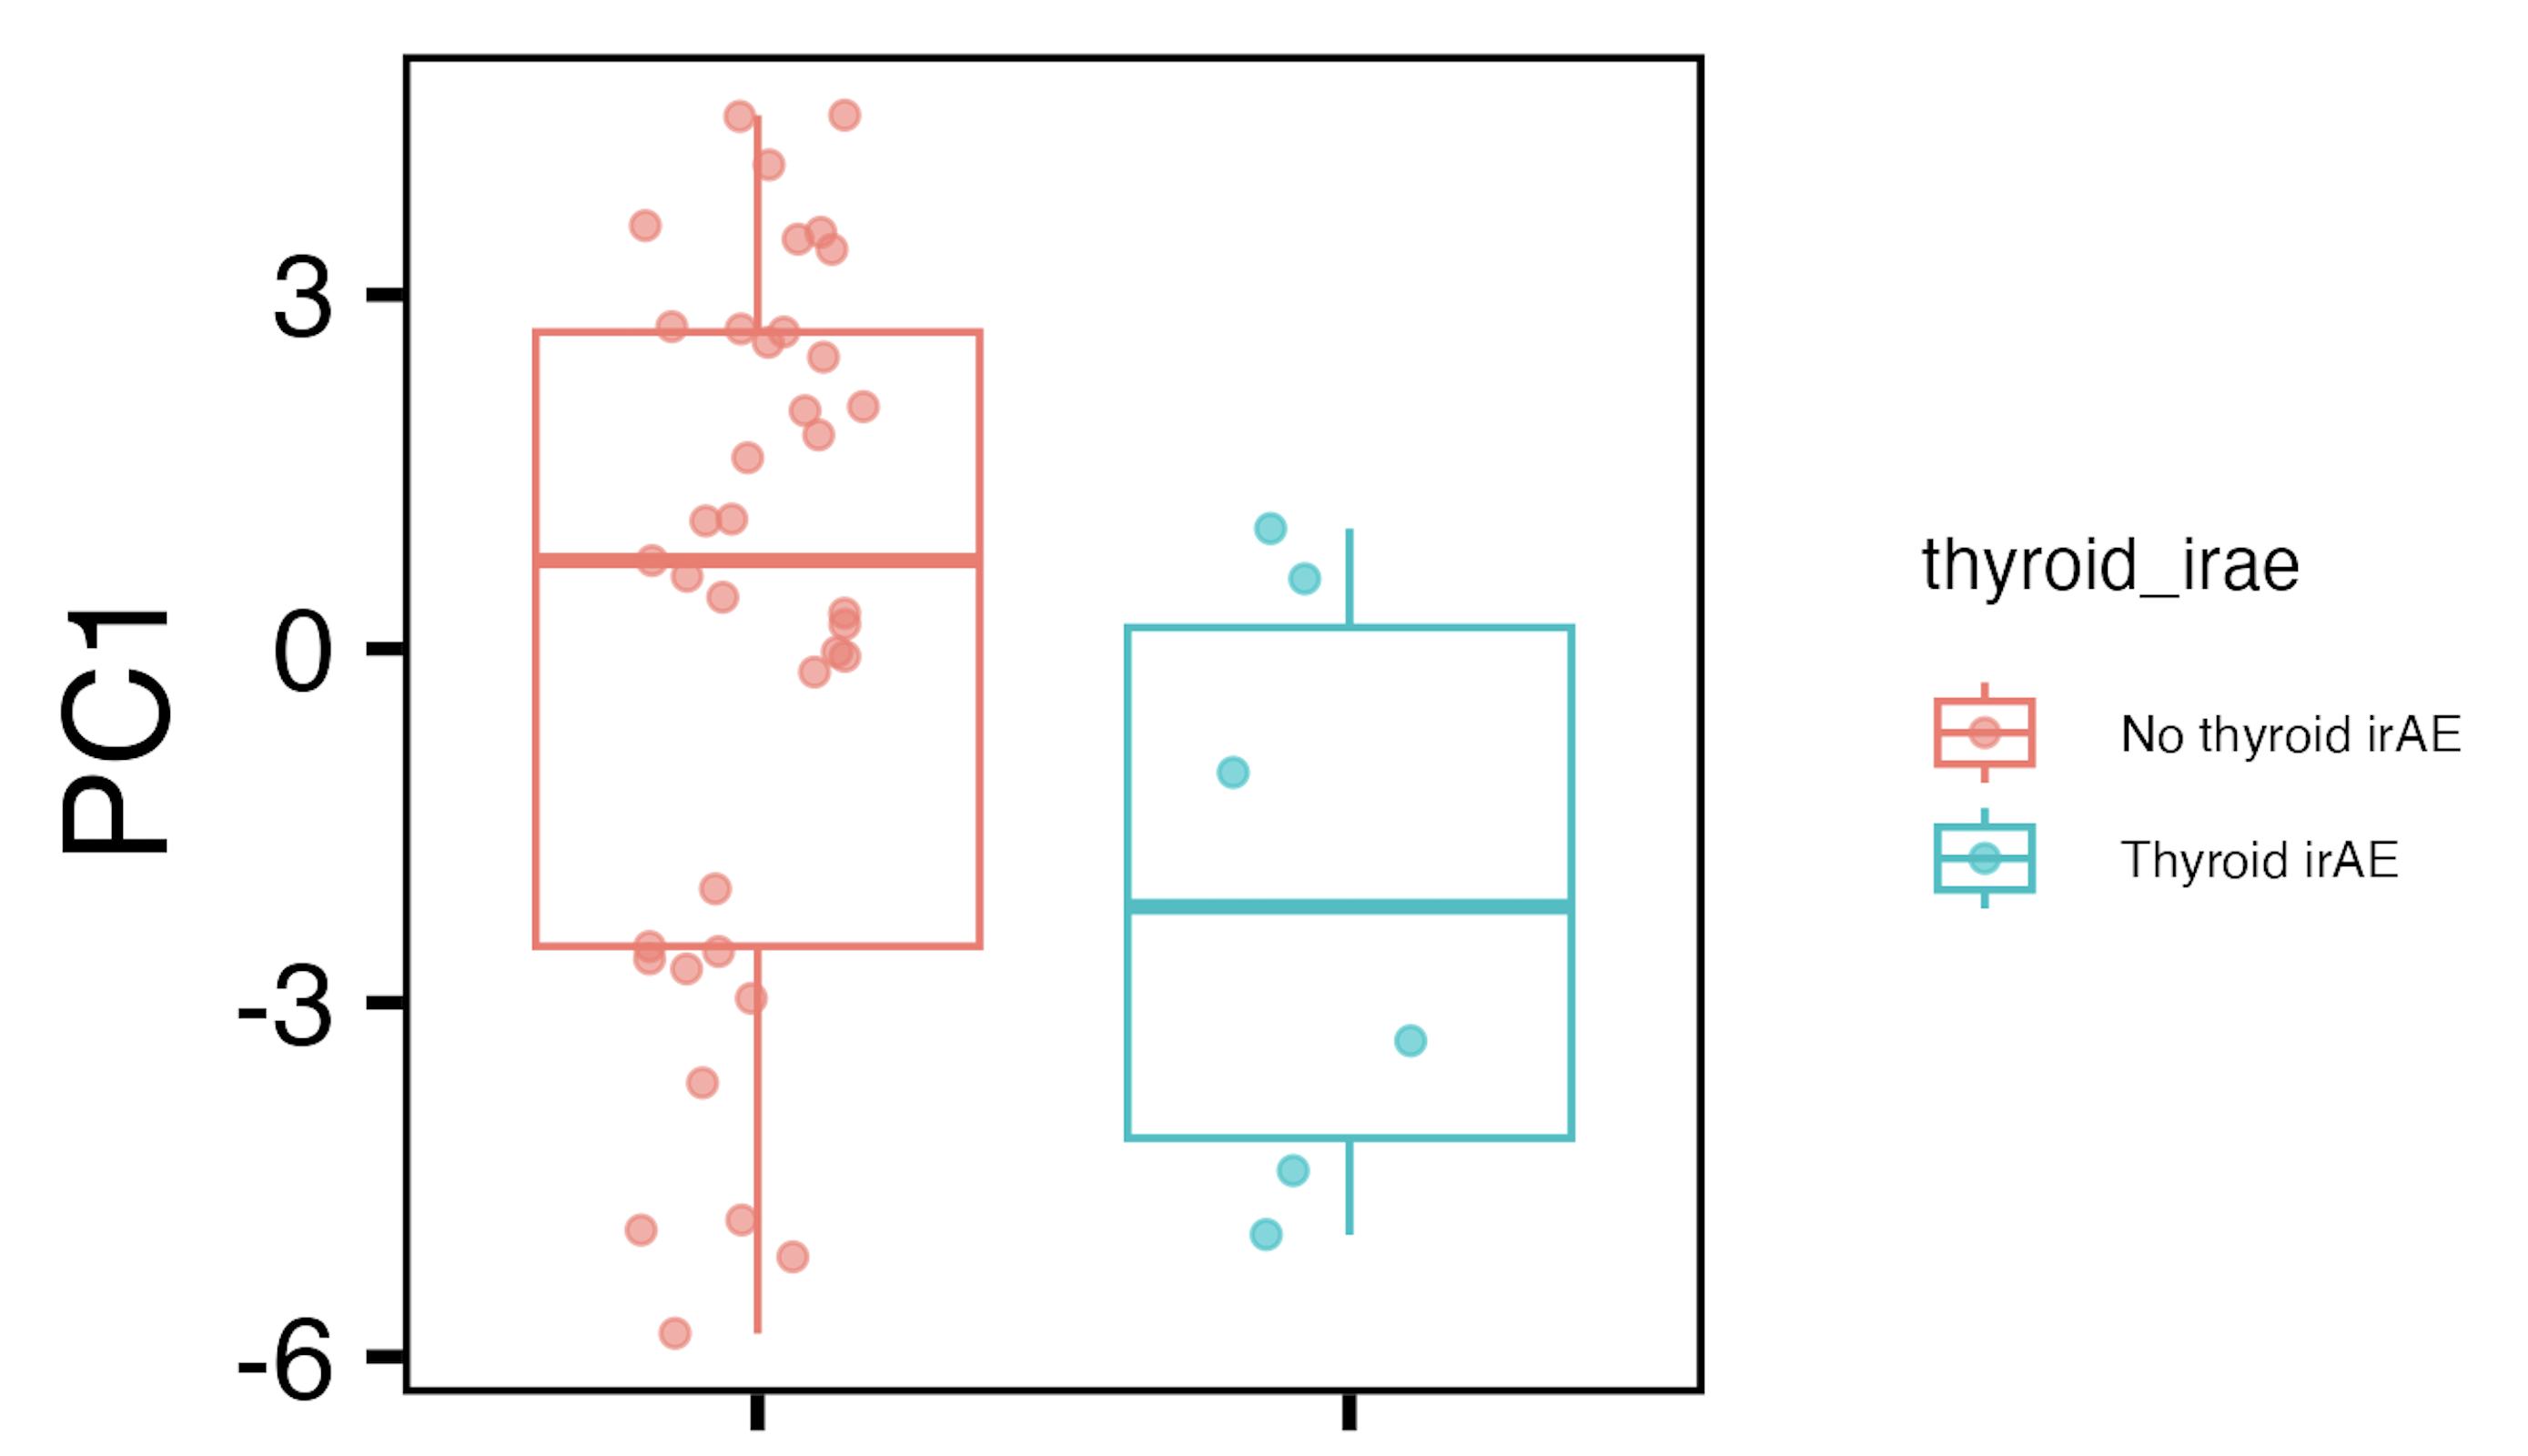 PC1
3
0
-3
-6
thyroid_irae
No thyroid irAE
Thyroid irAE